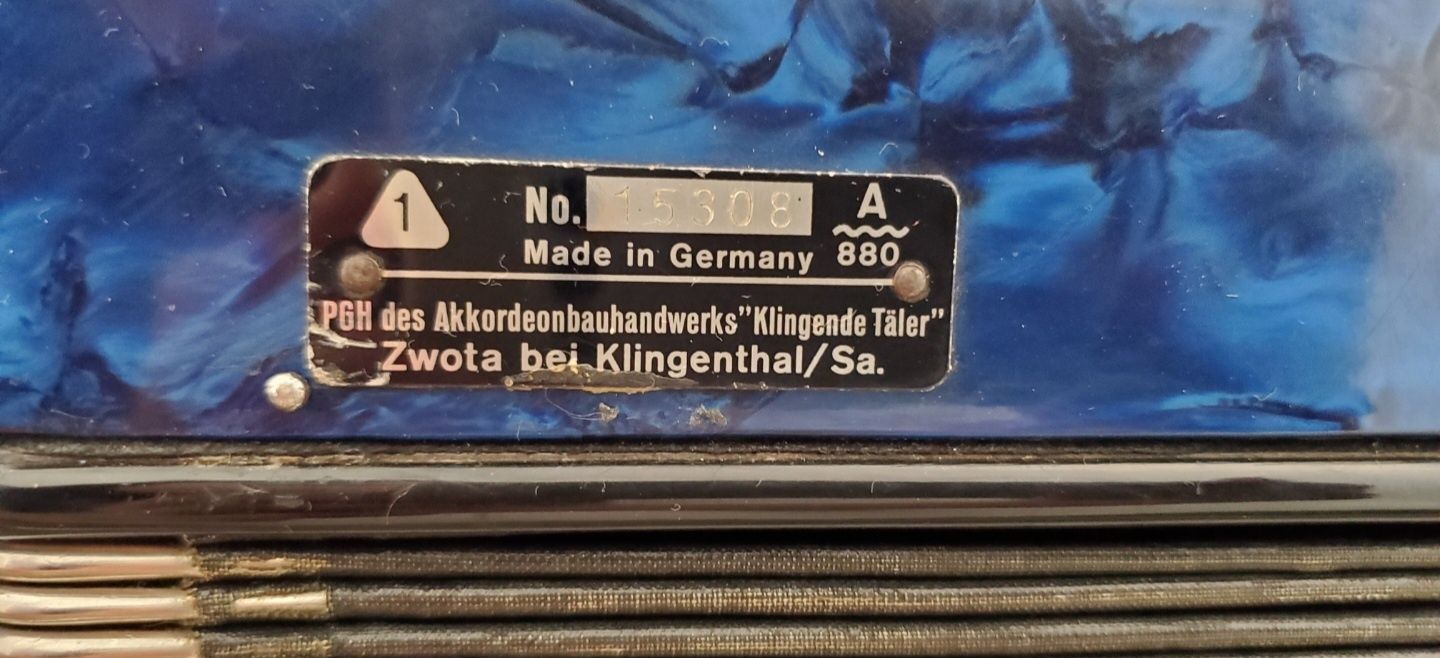 1
No. 15308
A
880
Made in Germany
PGH des Akkordeonbauhandwerks"Klingende Täler"
Zwota bei Klingenthal/Sa.